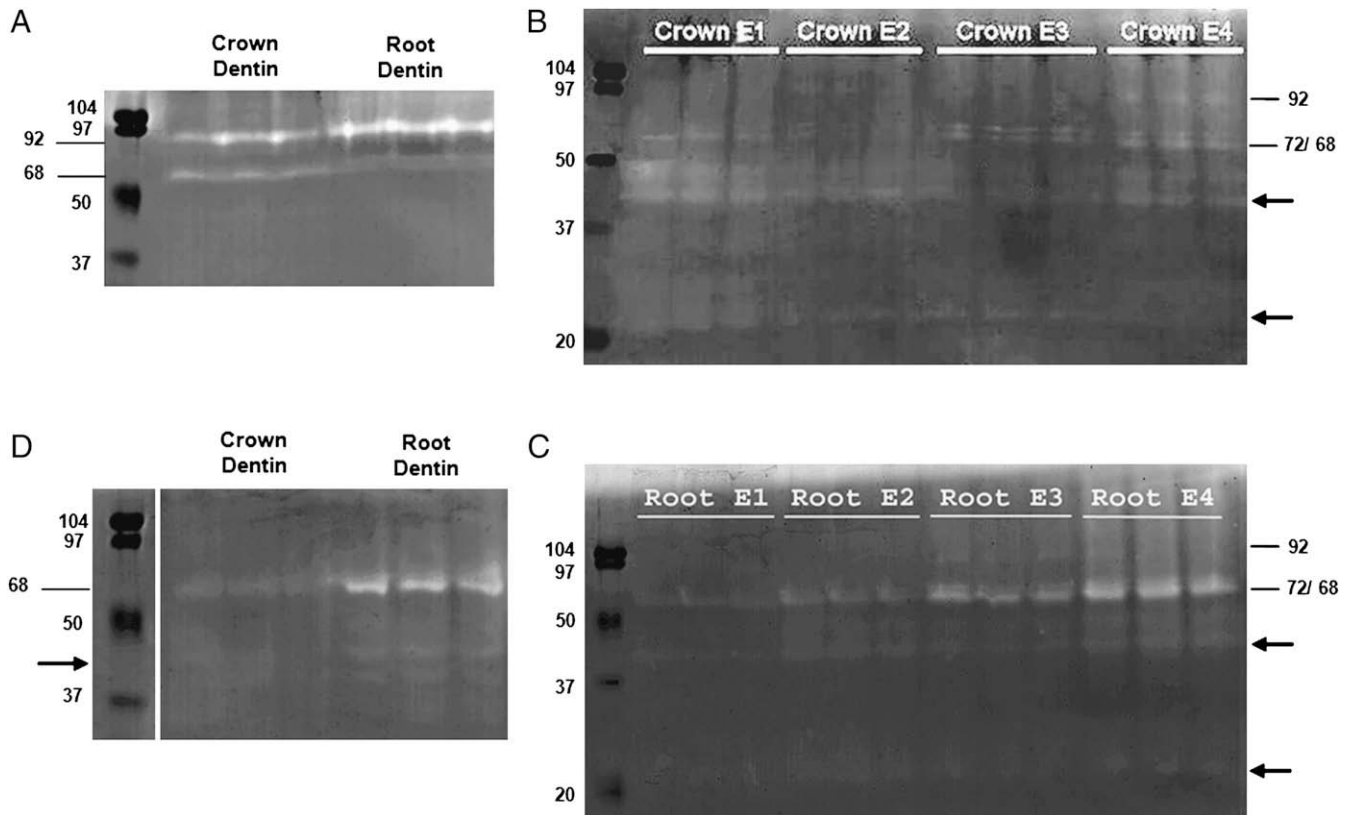 A
Crown
Dentin
Root
Dentin
104
97
92
68
50
37
B
Crown E1 Crown E2 Crown E3 Crown E4
104
97
92
72/ 68
50
37
20
D
Crown
Dentin
Root
Dentin
104
97
68
50
37
C
Root E1 Root E2 Root E3 Root E4
104
97
92
72/ 68
50
37
20